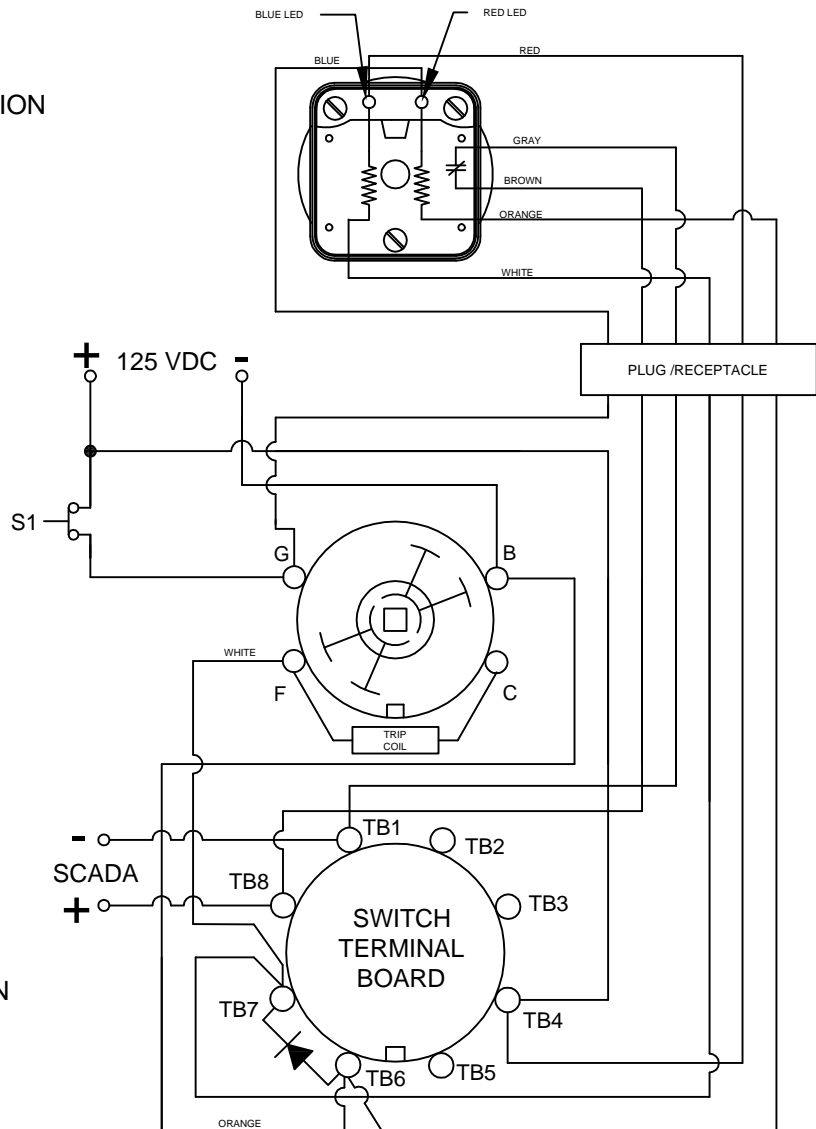 BLUE LED
RED LED
BLUE
RED
ION
GRAY
BROWN
ORANGE
WHITE
+ 125 VDC -
PLUG /RECEPTACLE
S1
G
B
WHITE
F
C
TRIP
COIL
-
TB1
TB2
SCADA
TB8
+
TB3
SWITCH
TERMINAL
BOARD
N
TB7
TB4
TB6
TB5
ORANGE